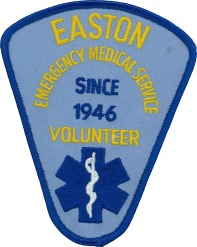 EASTON
EMERGENCY MEDICAL SERVICE
SINCE
1946
VOLUNTEER